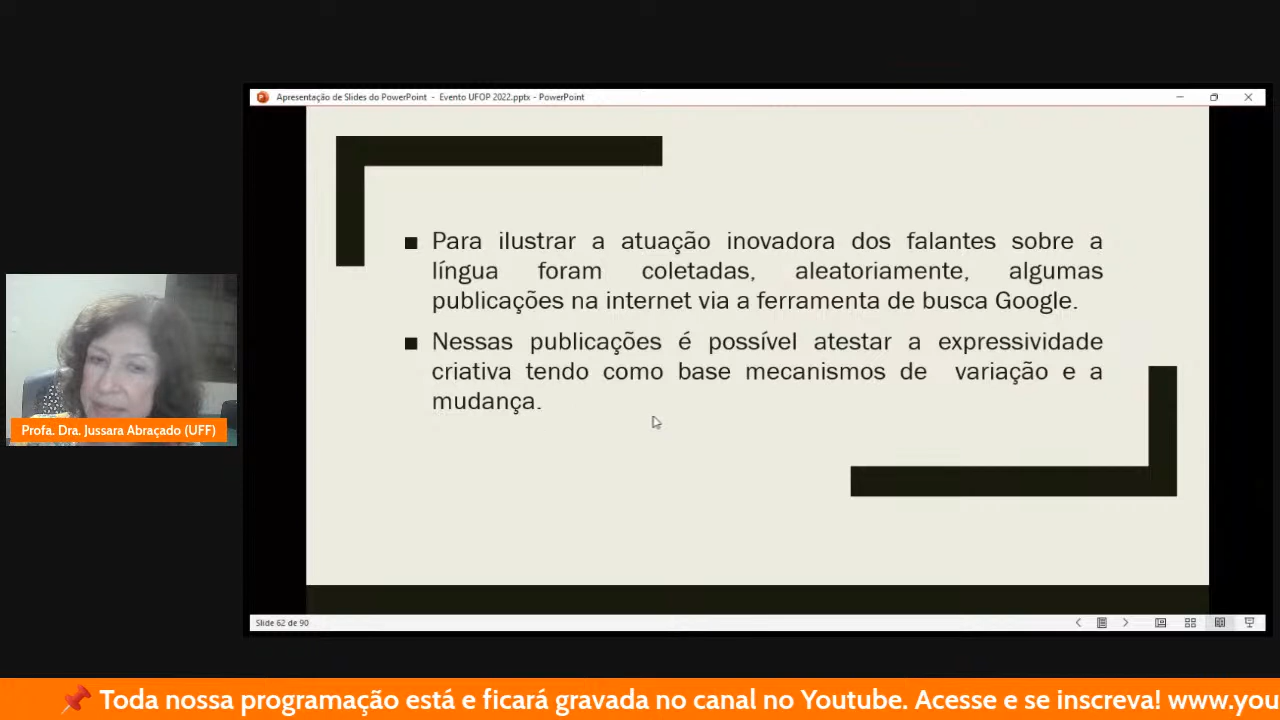 Apresentação de Slides do PowerPoint - Evento UFOP 2022.pptx - PowerPoint
■ Para ilustrar a atuação inovadora dos falantes sobre a
língua foram coletadas, aleatoriamente, algumas
publicações na internet via a ferramenta de busca Google.
■ Nessas publicações é possível atestar a expressividade
criativa tendo como base mecanismos de variação e a
mudança.
Profa. Dra. Jussara Abraçado (UFF)
Slide 62 de 90
📌 Toda nossa programação está e ficará gravada no canal no Youtube. Acesse e se inscreva! www.you